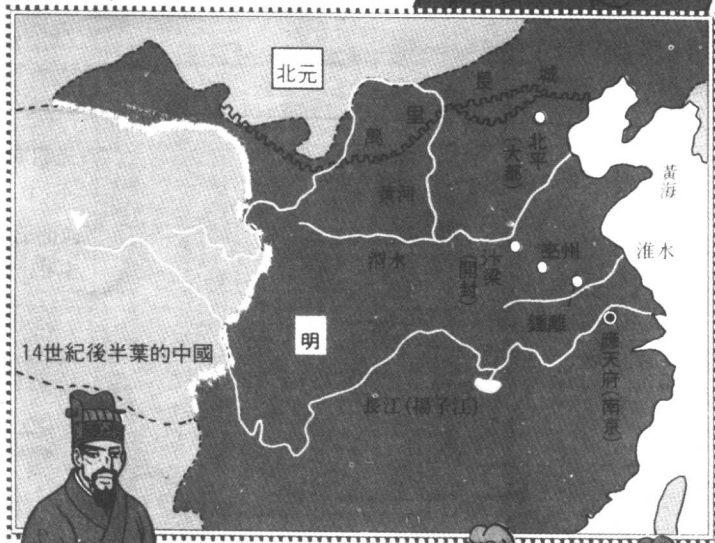 北元
萬里長城
北平
(大都)
黃海
黃河
渭水
汴梁
(開封)
亳州
淮水
鍾離
應天府(南京)
明
14世紀後半葉的中國
長江(揚子江)